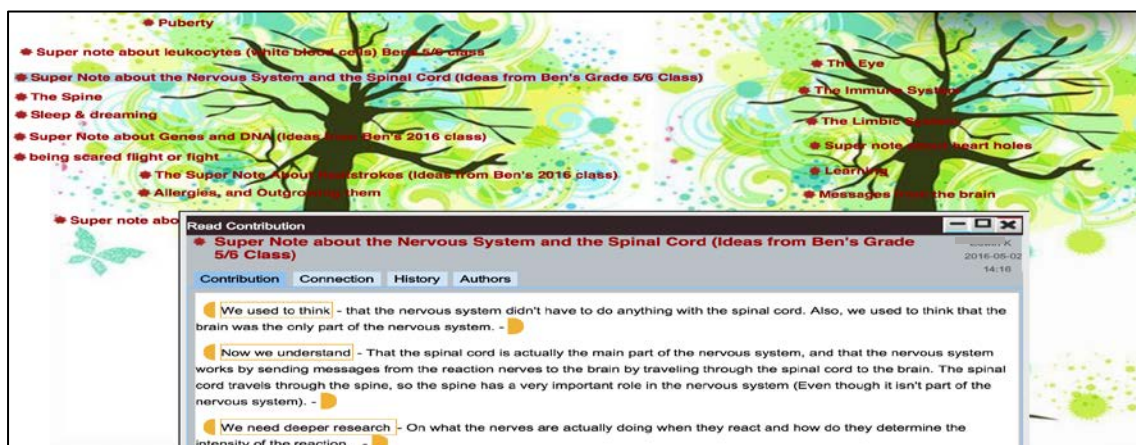 Puberty
Super note about leukocytes (white blood cells) Bens 5/6 class
Super Note about the Nervous System and the Spinal Cord (Ideas from Ben's Grade 5/6 Class)
The Spine
Sleep & dreaming
Super Note about Genes and DNA (Ideas from Ben's 2016 class)
being scared flight or fight
The Super Note About (Ideas from Ben's 2016 class)
Allergies, and Outgrowing them
Super note abo
The Eye
The Immune System
The Limbic System
Super note about heart holes
Learning
Messages from the brain
Read Contribution
Super Note about the Nervous System and the Spinal Cord (Ideas from Ben's Grade
5/6 Class)
K
2016-05-02
14:16
Contribution Connection History Authors
We used to think - that the nervous system didn't have to do anything with the spinal cord. Also, we used to think that the
brain was the only part of the nervous system. -
Now we understand - That the spinal cord is actually the main part of the nervous system, and that the nervous system
works by sending messages from the reaction nerves to the brain by traveling through the spinal cord to the brain. The spinal
cord travels through the spine, so the spine has a very important role in the nervous system (Even though it isn't part of the
nervous system). -
We need deeper research - On what the nerves are actually doing when they react and how do they determine the
intensity of the reaction. -